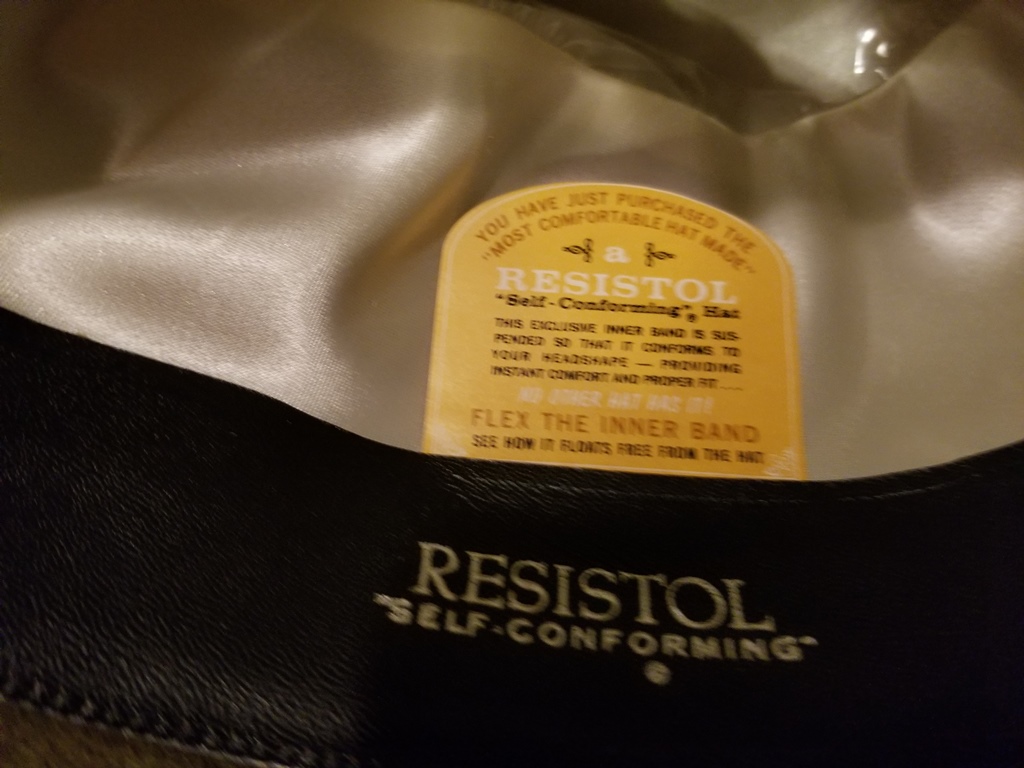 YOU HAVE JUST PURCHASED THE
"MOST COMFORTABLE HAT MADE"
a
RESISTOL
"Self-Conforming"® Hat
THIS EXCLUSIVE INNER BAND IS SUS-
PENDED SO THAT IT CONFORMS TO
YOUR HEADSHAPE — PROVIDING
INSTANT COMFORT AND PROPER FIT....
NO OTHER HAT HAS IT!
FLEX THE INNER BAND
SEE HOW IT FLOATS FREE FROM THE HAT
RESISTOL
"SELF-CONFORMING"
®